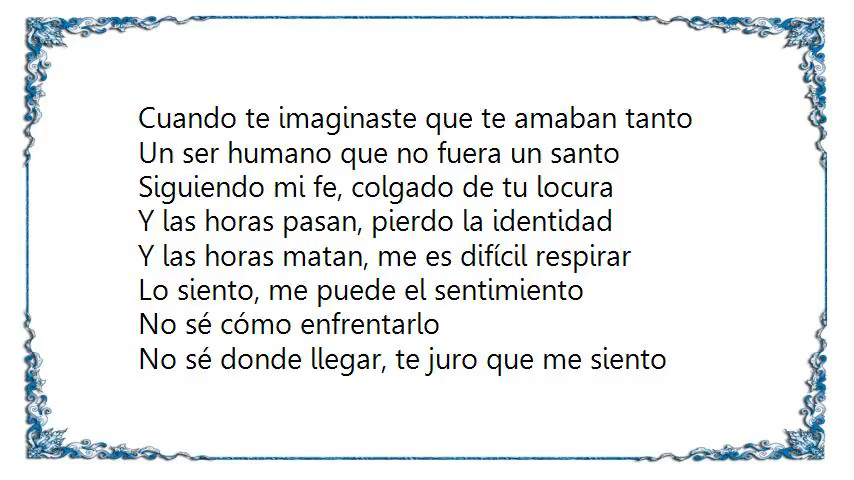 Cuando te imaginaste que te amaban tanto
Un ser humano que no fuera un santo
Siguiendo mi fe, colgado de tu locura
Y las horas pasan, pierdo la identidad
Y las horas matan, me es difícil respirar
Lo siento, me puede el sentimiento
No sé cómo enfrentarlo
No sé donde llegar, te juro que me siento